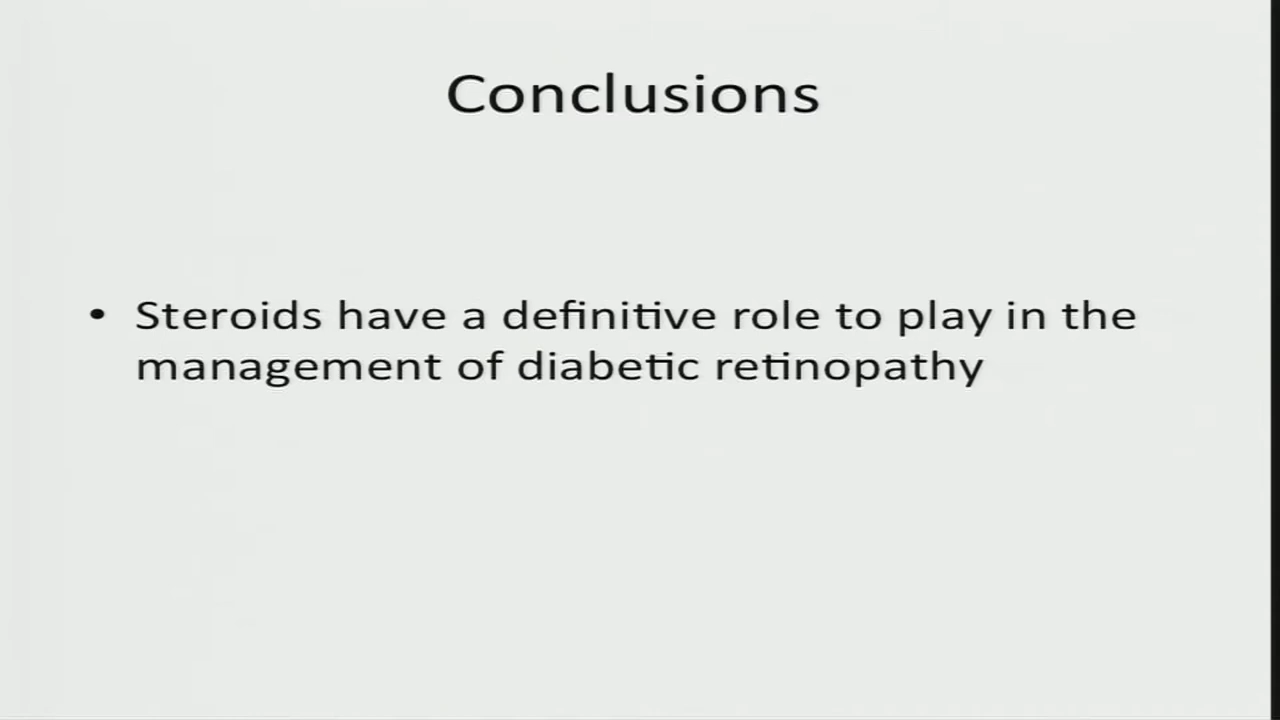 Conclusions
• Steroids have a definitive role to play in the
management of diabetic retinopathy